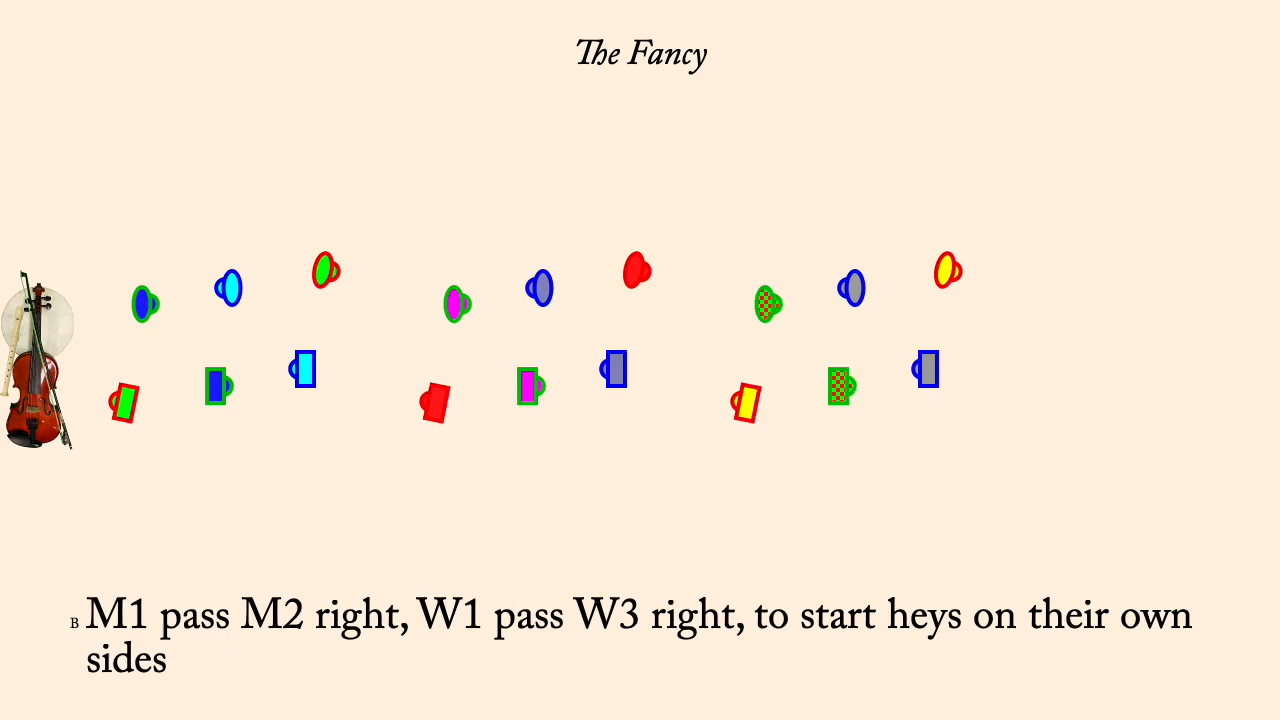 The Fancy
B M1 pass M2 right, W1 pass W3 right, to start heys on their own
sides